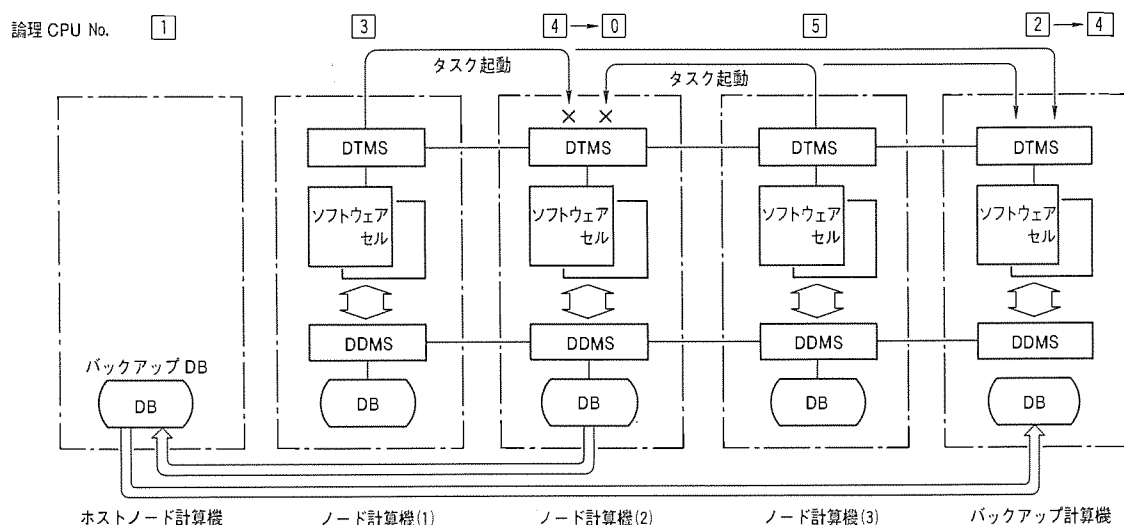 論理 CPU No. 1 3 4 → 0 5 2 → 4
タスク起動 タスク起動
× ×
DTMS DTMS DTMS DTMS
ソフトウェア ソフトウェア ソフトウェア ソフトウェア
セル セル セル セル
DDMS DDMS DDMS DDMS
バックアップ DB
DB DB DB DB DB
ホストノード計算機 ノード計算機(1) ノード計算機(2) ノード計算機(3) バックアップ計算機